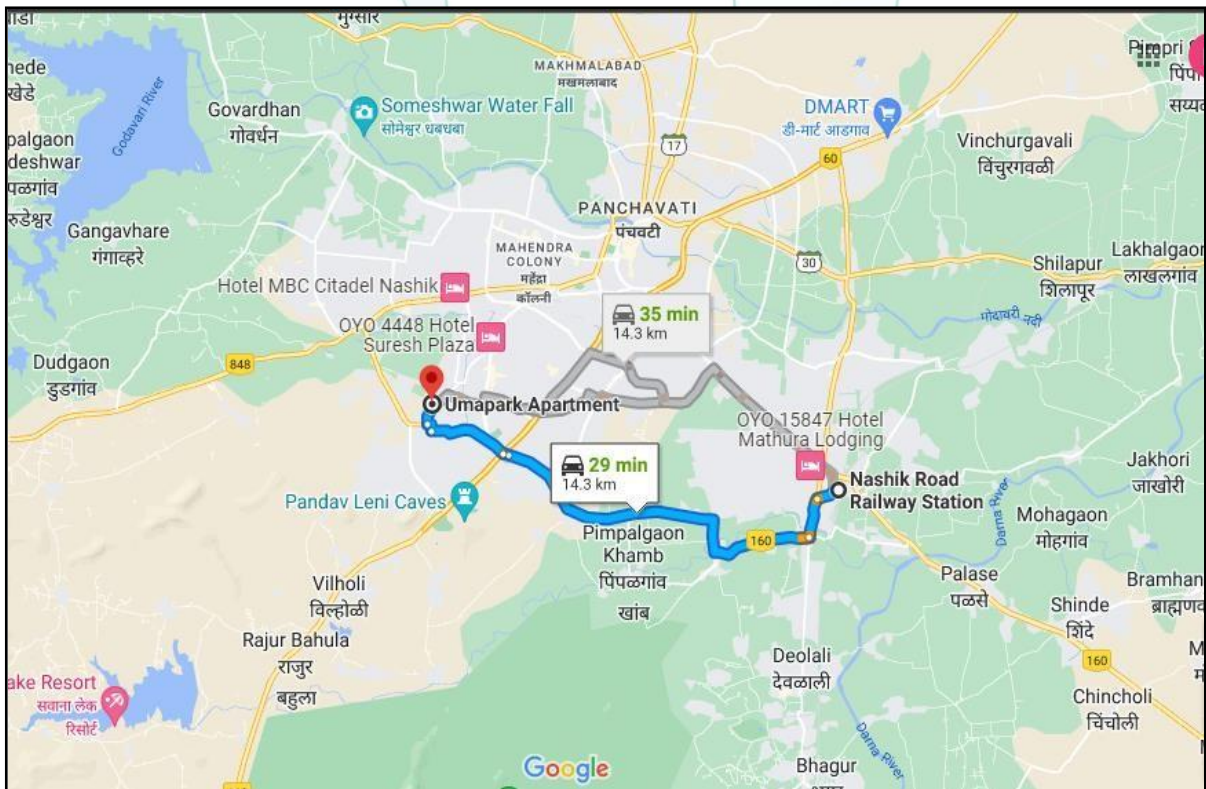 मुंग्सार
Pimpri
nede
खेडे
MAKHMALABAD
मखमलाबाद
Govardhan
गोवर्धन
Someshwar Water Fall
सोमेश्वर धबधबा
DMART
डी-मार्ट आडगाव
सय्यद
Godavari River
palgaon
deshwar
पळगांव
रुडेश्वर
17
60
Vinchurgavali
विंचुरगवळी
PANCHAVATI
पंचवटी
Gangavhare
गंगाव्हरे
MAHENDRA
COLONY
महेंद्रा
कॉलनी
30
Lakhalgaon
लाखलगांव
Shilapur
शिलापूर
Hotel MBC Citadel Nashik
35 min
14.3 km
गोदावरी नदी
OYO 4448 Hotel
Suresh Plaza
Dudgaon
डुडगांव
848
Umapark Apartment
OYO 15847 Hotel
Mathura Lodging
29 min
14.3 km
Nashik Road
Railway Station
Jakhori
जाखोरी
Pandav Leni Caves
Darna River
Mohagaon
मोहगांव
Pimpalgaon
Khamb
पिंपळगांव
खांब
160
Vilholi
विल्होळी
Palase
पळसे
Bramhan
ब्राह्मणव
Shinde
शिंदे
Rajur Bahula
राजुर
बहुला
Deolali
देवळाली
160
ake Resort
सवाना लेक
रिसोर्ट
Chincholi
चिंचोली
Darna River
Google
Bhagur